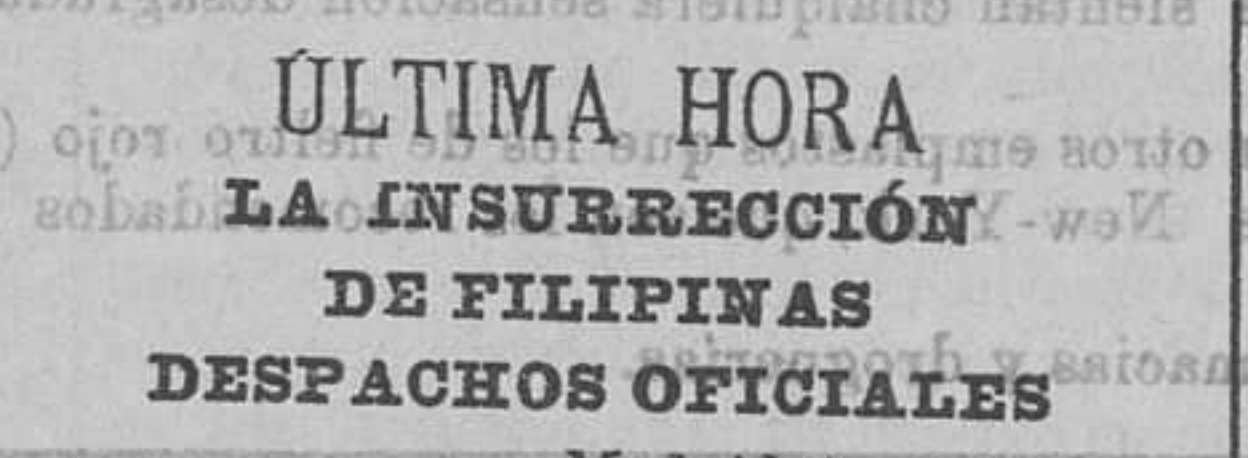 ÚLTIMA HORA
LA INSURRECCIÓN
DE FILIPINAS
DESPACHOS OFICIALES